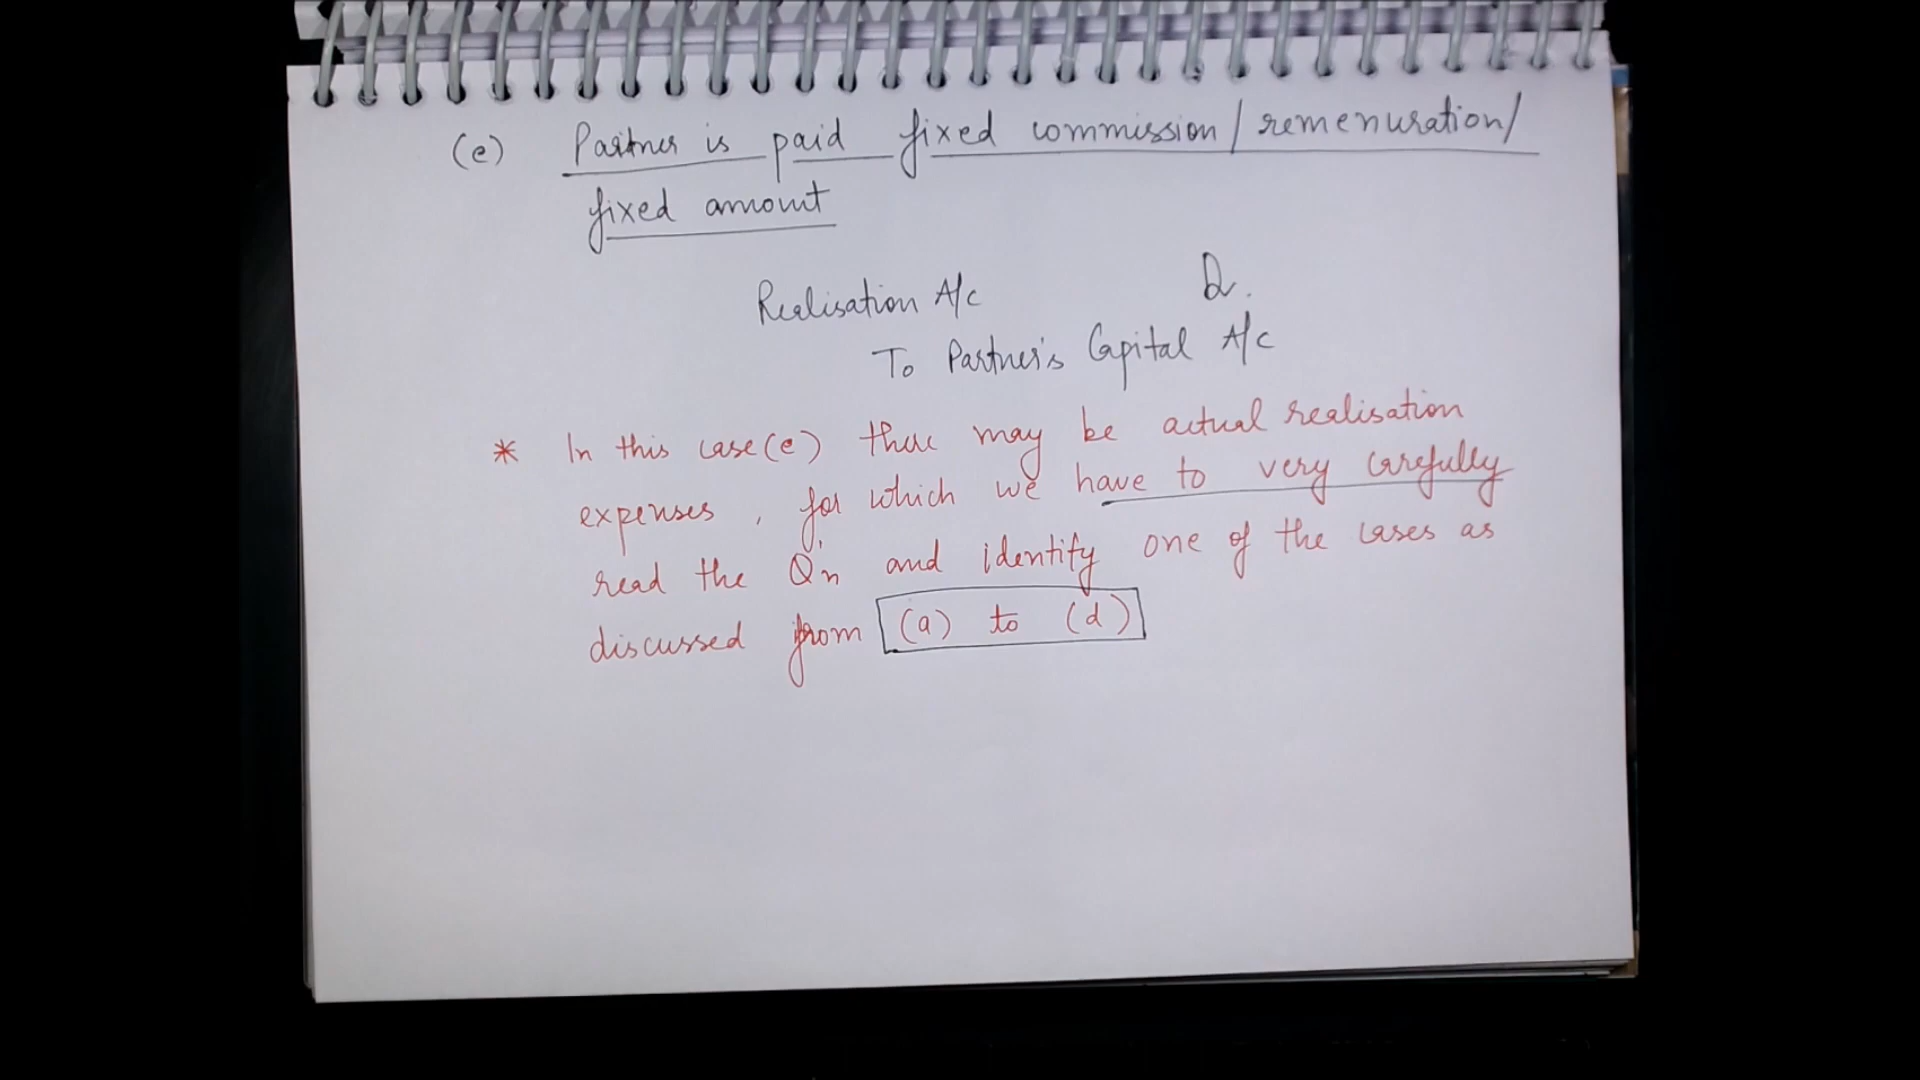 (e) Partner is paid fixed commission/remenuration/
fixed amount
Realisation A/c Dr.
To Partner's Capital A/c
* In this case(e) there may be actual realisation
expenses, for which we have to very carefully
read the Q'n and identify one of the cases as
discussed from (a) to (d)